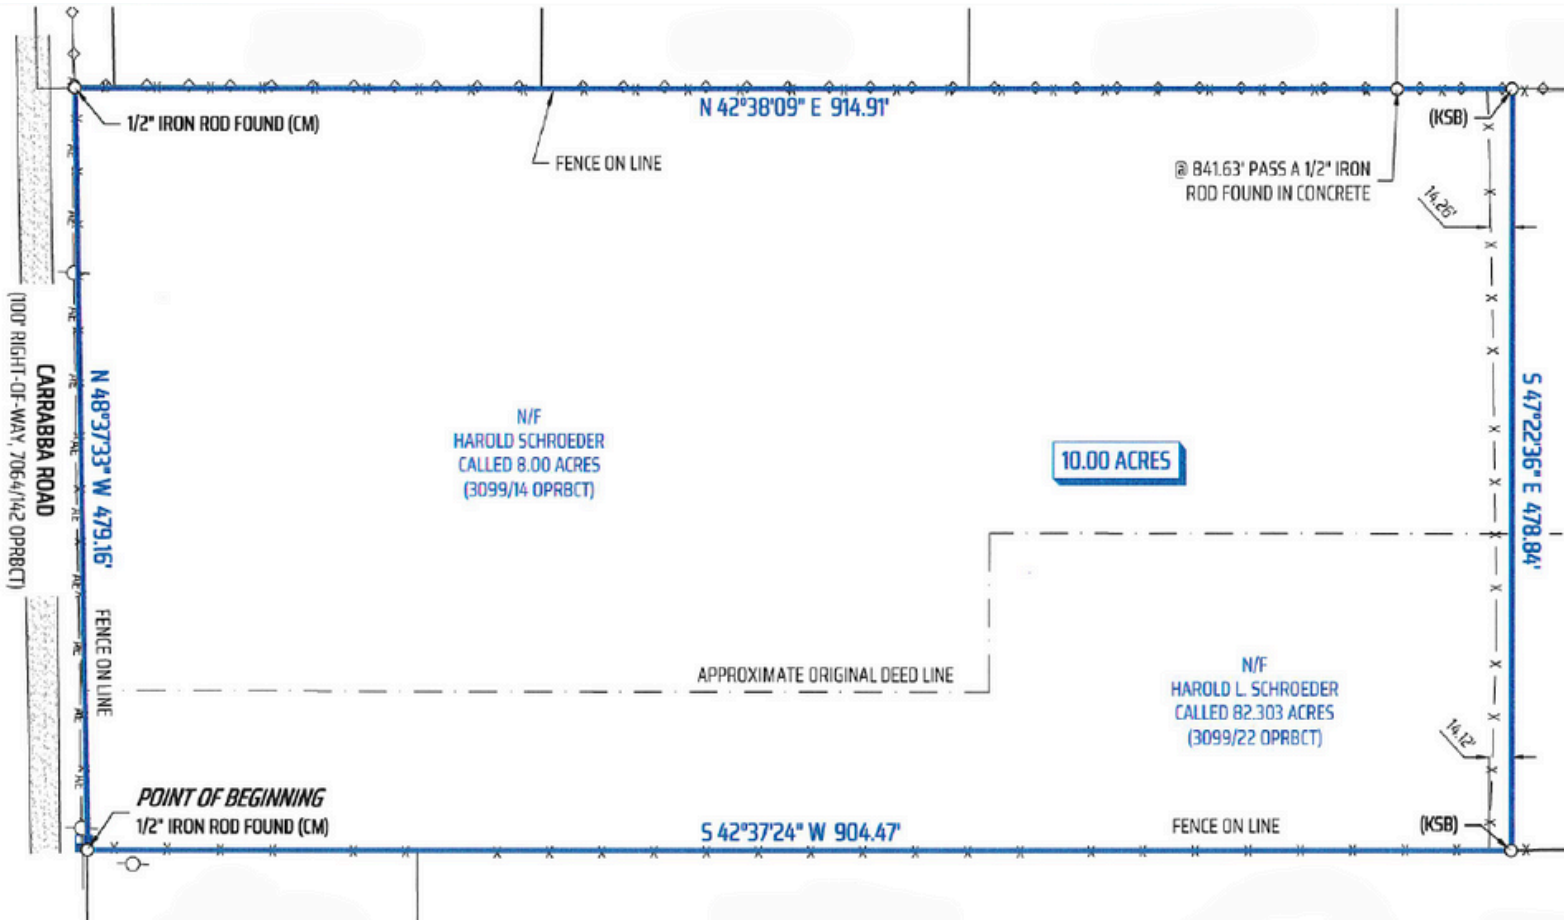 N 42°38'09" E 914.91'
1/2" IRON ROD FOUND (CM)
FENCE ON LINE
(KSB)
@ 841.63' PASS A 1/2" IRON
ROD FOUND IN CONCRETE
14.26'
CARRABBA ROAD
(100' RIGHT-OF-WAY, 7064/142 OPRBCT)
N 48°37'33" W 479.16'
FENCE ON LINE
N/F
HAROLD SCHROEDER
CALLED 8.00 ACRES
(3099/14 OPRBCT)
10.00 ACRES
S 47°22'36" E 478.84'
APPROXIMATE ORIGINAL DEED LINE
N/F
HAROLD L. SCHROEDER
CALLED 82.303 ACRES
(3099/22 OPRBCT)
14.12'
POINT OF BEGINNING
1/2" IRON ROD FOUND (CM)
S 42°37'24" W 904.47'
FENCE ON LINE
(KSB)